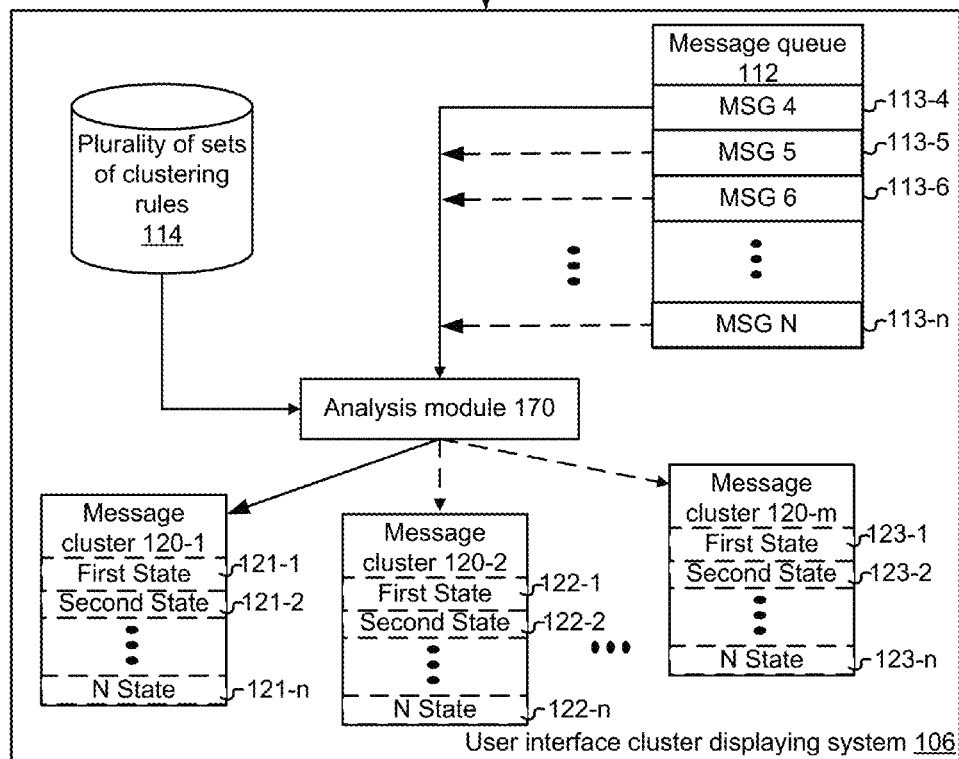 Message queue
112
MSG 4
113-4
MSG 5
113-5
MSG 6
113-6
MSG N
113-n
Plurality of sets
of clustering
rules
114
Analysis module 170
Message
cluster 120-1
First State
121-1
Second State
121-2
N State
121-n
Message
cluster 120-2
First State
122-1
Second State
122-2
N State
122-n
Message
cluster 120-m
First State
123-1
Second State
123-2
N State
123-n
User interface cluster displaying system 106